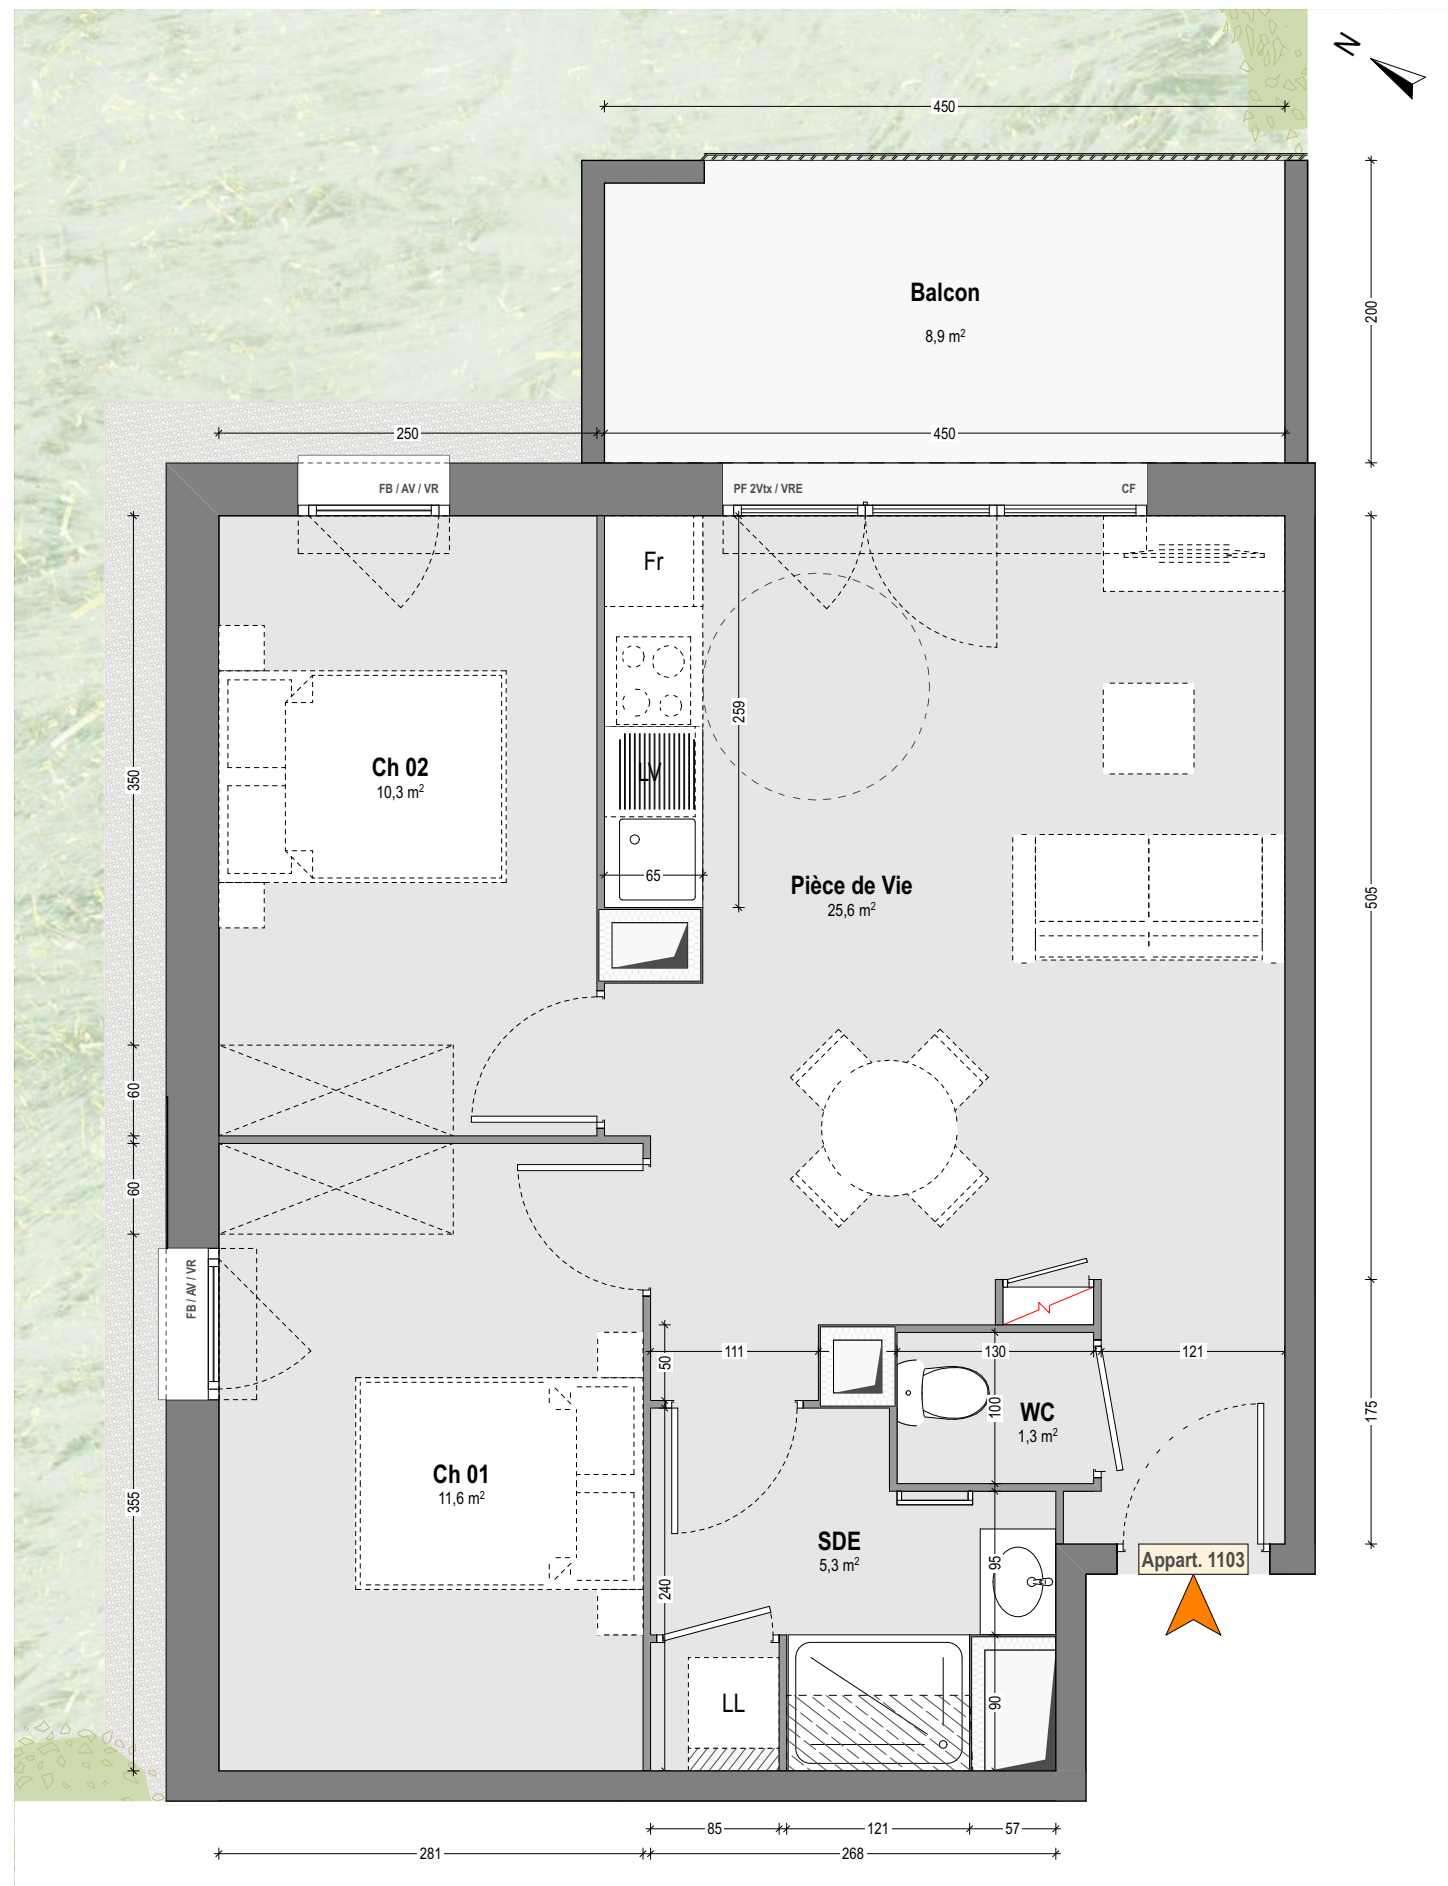 N
450
Balcon
8,9 m²
200
250
450
FB / AV / VR
PF 2Vtx / VRE
CF
Fr
259
Ch 02
10,3 m²
350
LV
65
Pièce de Vie
25,6 m²
505
60
60
FB / AV / VR
50
111
130
121
100
WC
1,3 m²
175
Ch 01
11,6 m²
355
SDE
5,3 m²
95
Appart. 1103
240
LL
90
85
121
57
281
268